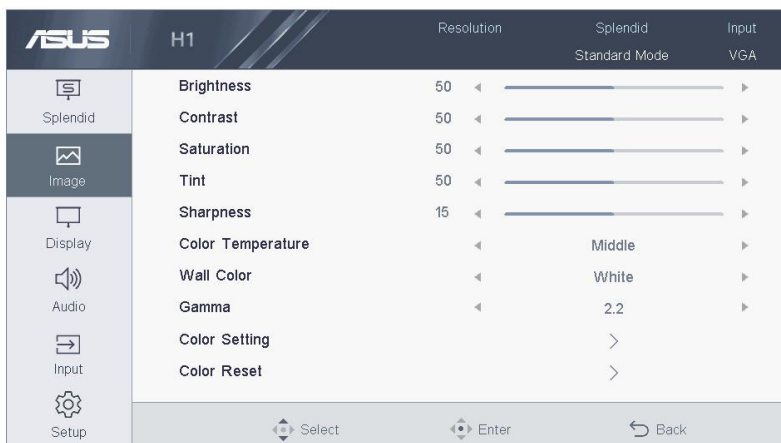 ASUS H1 Resolution Splendid Input
Standard Mode VGA
Splendid
Image
Display
Audio
Input
Setup
Brightness 50
Contrast 50
Saturation 50
Tint 50
Sharpness 15
Color Temperature Middle
Wall Color White
Gamma 2.2
Color Setting
Color Reset
Select Enter Back